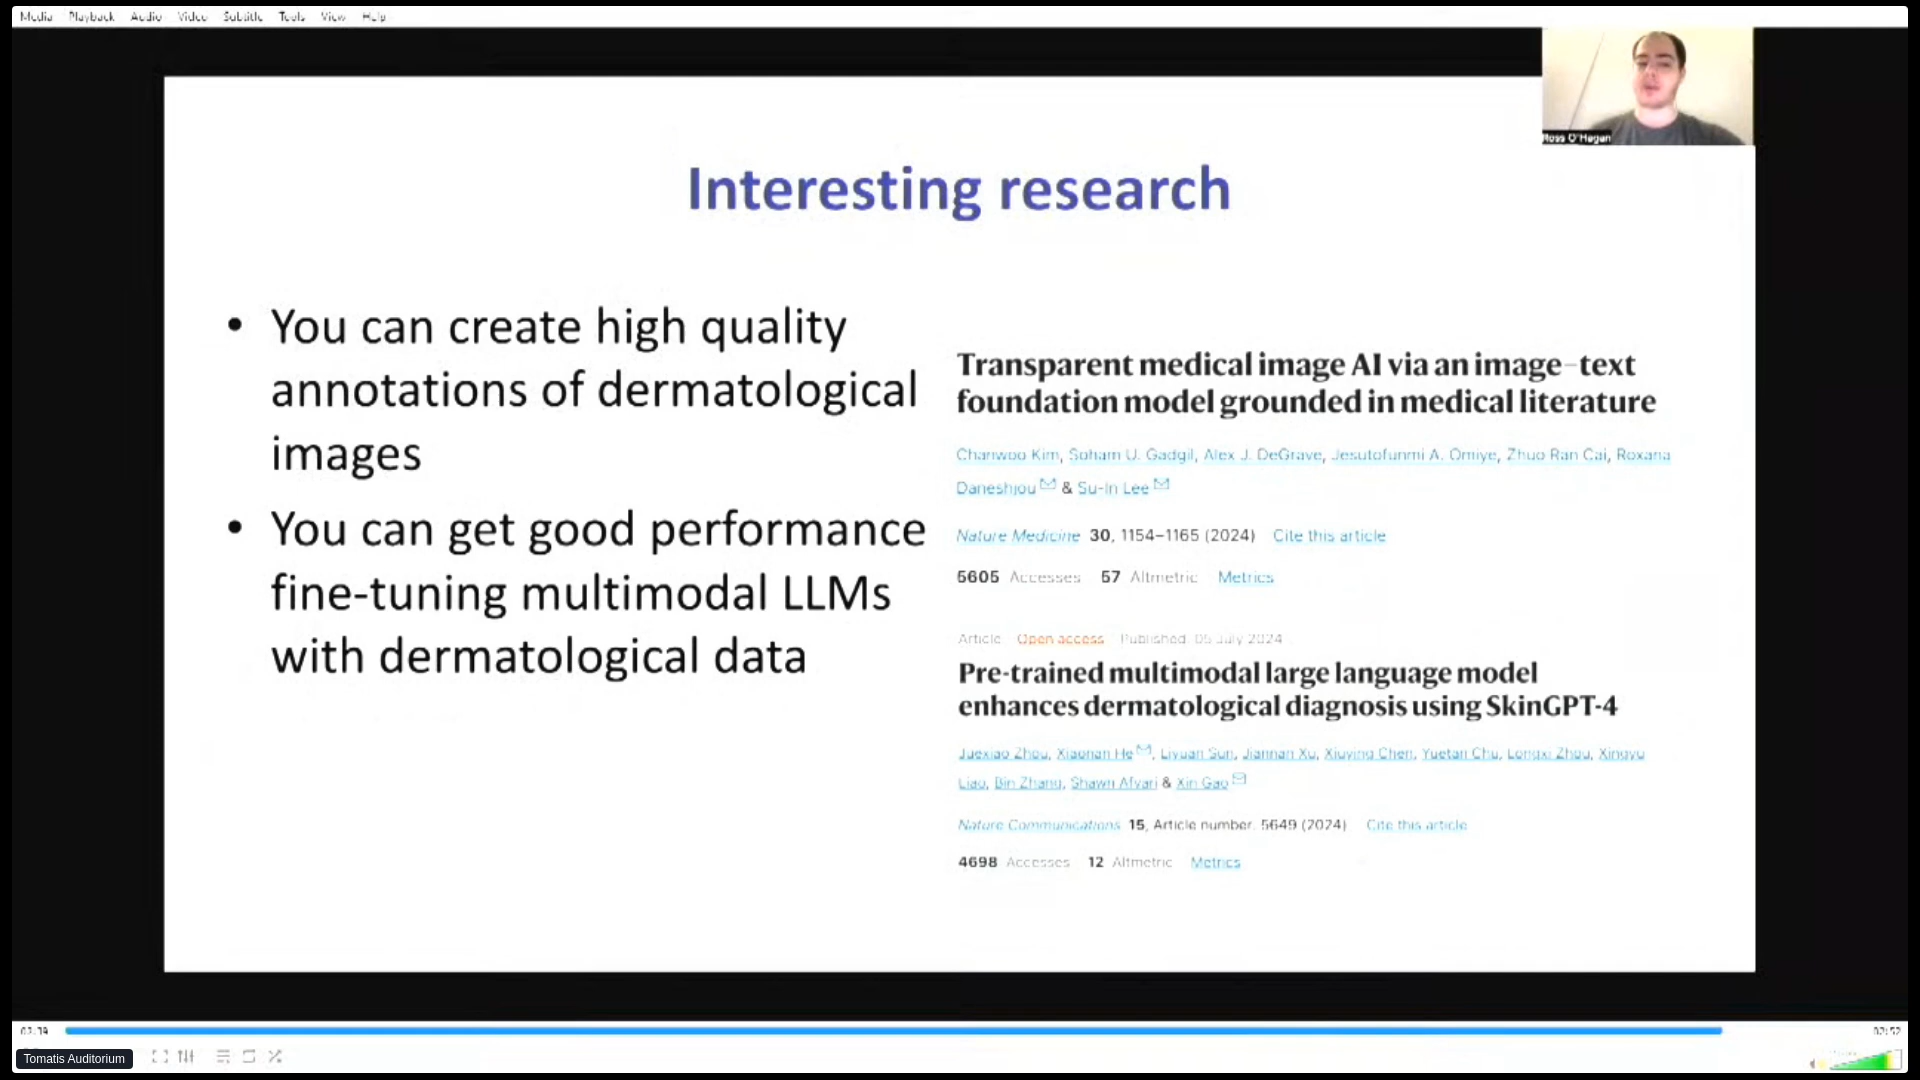 Media Playback Audio Video Subtitle Tools View Help
Ross O'Hagan
Interesting research
• You can create high quality
annotations of dermatological
images
• You can get good performance
fine-tuning multimodal LLMs
with dermatological data
Transparent medical image AI via an image–text
foundation model grounded in medical literature
Chanwoo Kim, Soham U. Gadgil, Alex J. DeGrave, Jesutofunmi A. Omiye, Zhuo Ran Cai, Roxana
Daneshjou & Su-In Lee
Nature Medicine 30, 1154–1165 (2024) Cite this article
5605 Accesses 57 Altmetric Metrics
Article Open access Published: 05 July 2024
Pre-trained multimodal large language model
enhances dermatological diagnosis using SkinGPT-4
Juexiao Zhou, Xiaonan He, Liyuan Sun, Jiannan Xu, Xiuying Chen, Yuetan Chu, Longxi Zhou, Xingyu
Liao, Bin Zhang, Shawn Afvari & Xin Gao
Nature Communications 15, Article number: 5649 (2024) Cite this article
4698 Accesses 12 Altmetric Metrics
02:52
Tomatis Auditorium